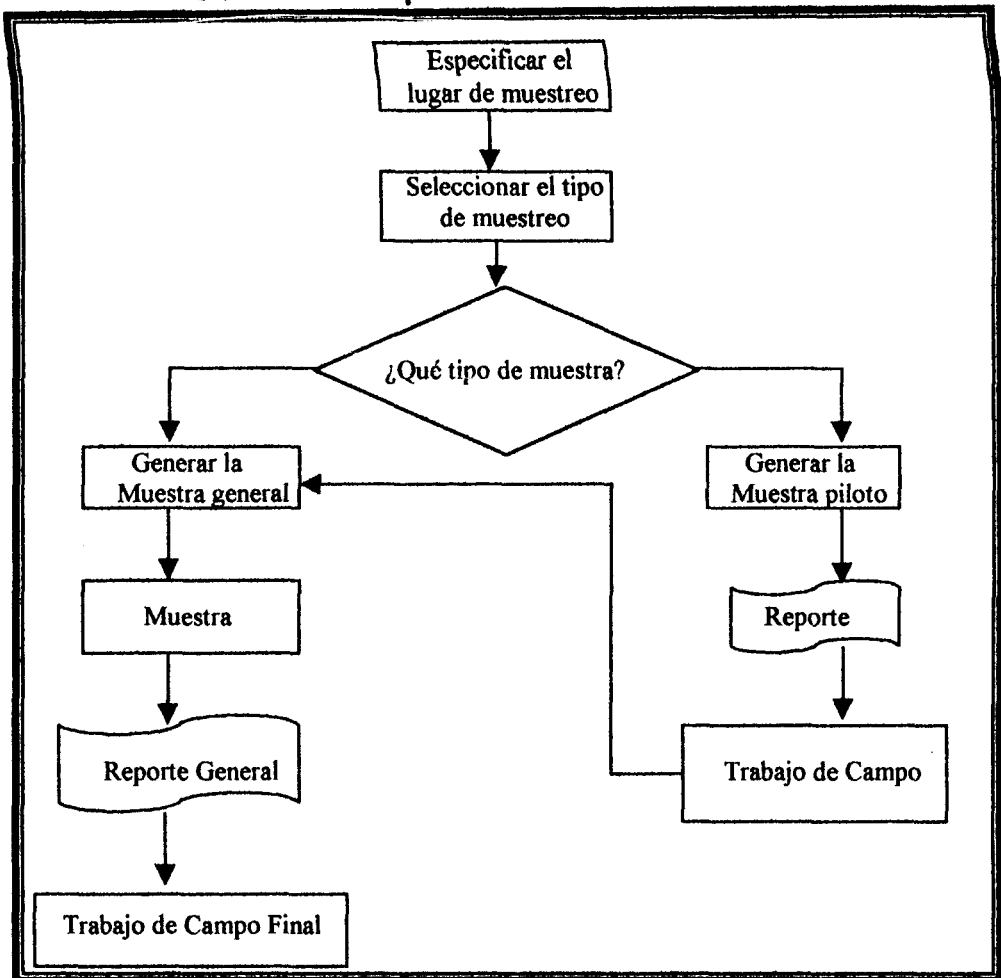 Especificar el
lugar de muestreo
Seleccionar el tipo
de muestreo
¿Qué tipo de muestra?
Generar la
Muestra general
Generar la
Muestra piloto
Muestra
Reporte
Reporte General
Trabajo de Campo
Trabajo de Campo Final